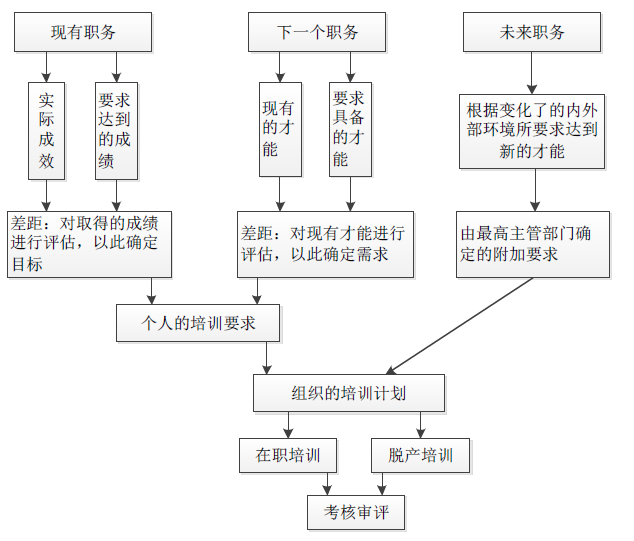 现有职务
下一个职务
未来职务
实
际
成
效
要求
达到
的成
绩
现有
的才
能
要求
具备
的才
能
根据变化了的内外
部环境所要求达到
新的才能
差距：对取得的成绩
进行评估，以此确定
目标
差距：对现有才能进行
评估，以此确定需求
由最高主管部门确
定的附加要求
个人的培训要求
组织的培训计划
在职培训
脱产培训
考核审评